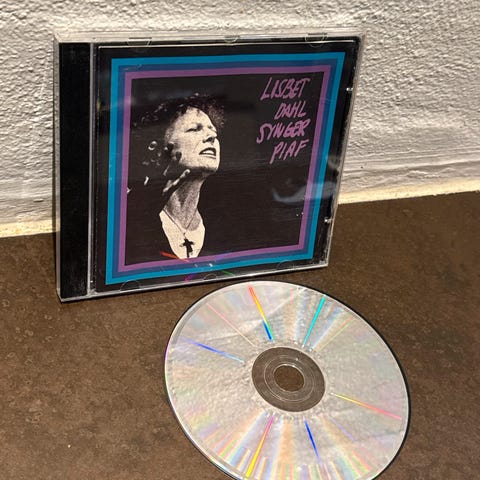 LISBET
DAHL
SYNGER
PIAF